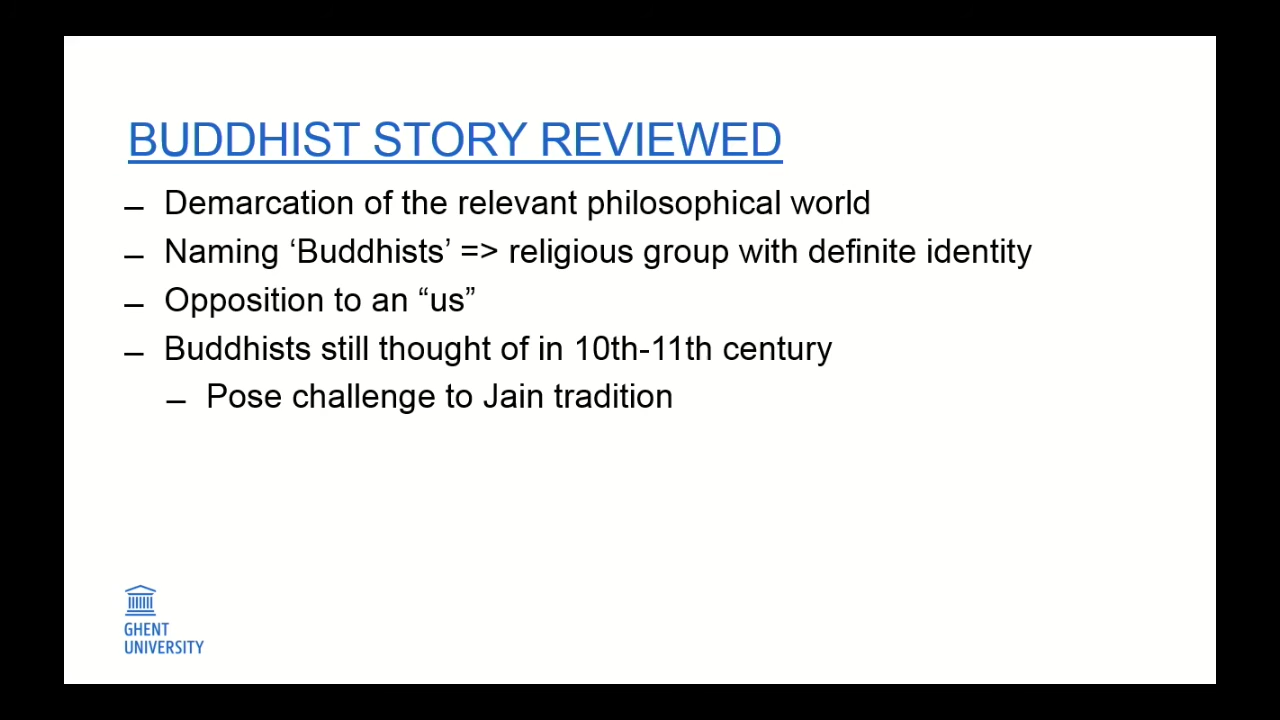 BUDDHIST STORY REVIEWED
– Demarcation of the relevant philosophical world
– Naming ‘Buddhists’ => religious group with definite identity
– Opposition to an “us”
– Buddhists still thought of in 10th-11th century
– Pose challenge to Jain tradition
GHENT
UNIVERSITY